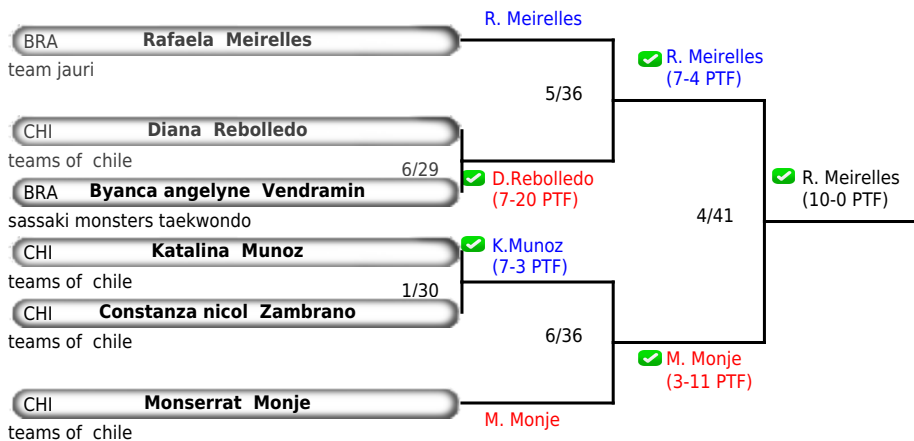 R. Meirelles
BRA Rafaela Meirelles
team jauri
R. Meirelles
(7-4 PTF)
5/36
CHI Diana Rebolledo
teams of chile
6/29
D.Rebolledo
(7-20 PTF)
BRA Byanca angelyne Vendramin
sassaki monsters taekwondo
R. Meirelles
(10-0 PTF)
4/41
CHI Katalina Munoz
teams of chile
K.Munoz
(7-3 PTF)
1/30
CHI Constanza nicol Zambrano
teams of chile
6/36
M. Monje
(3-11 PTF)
CHI Monserrat Monje
teams of chile
M. Monje